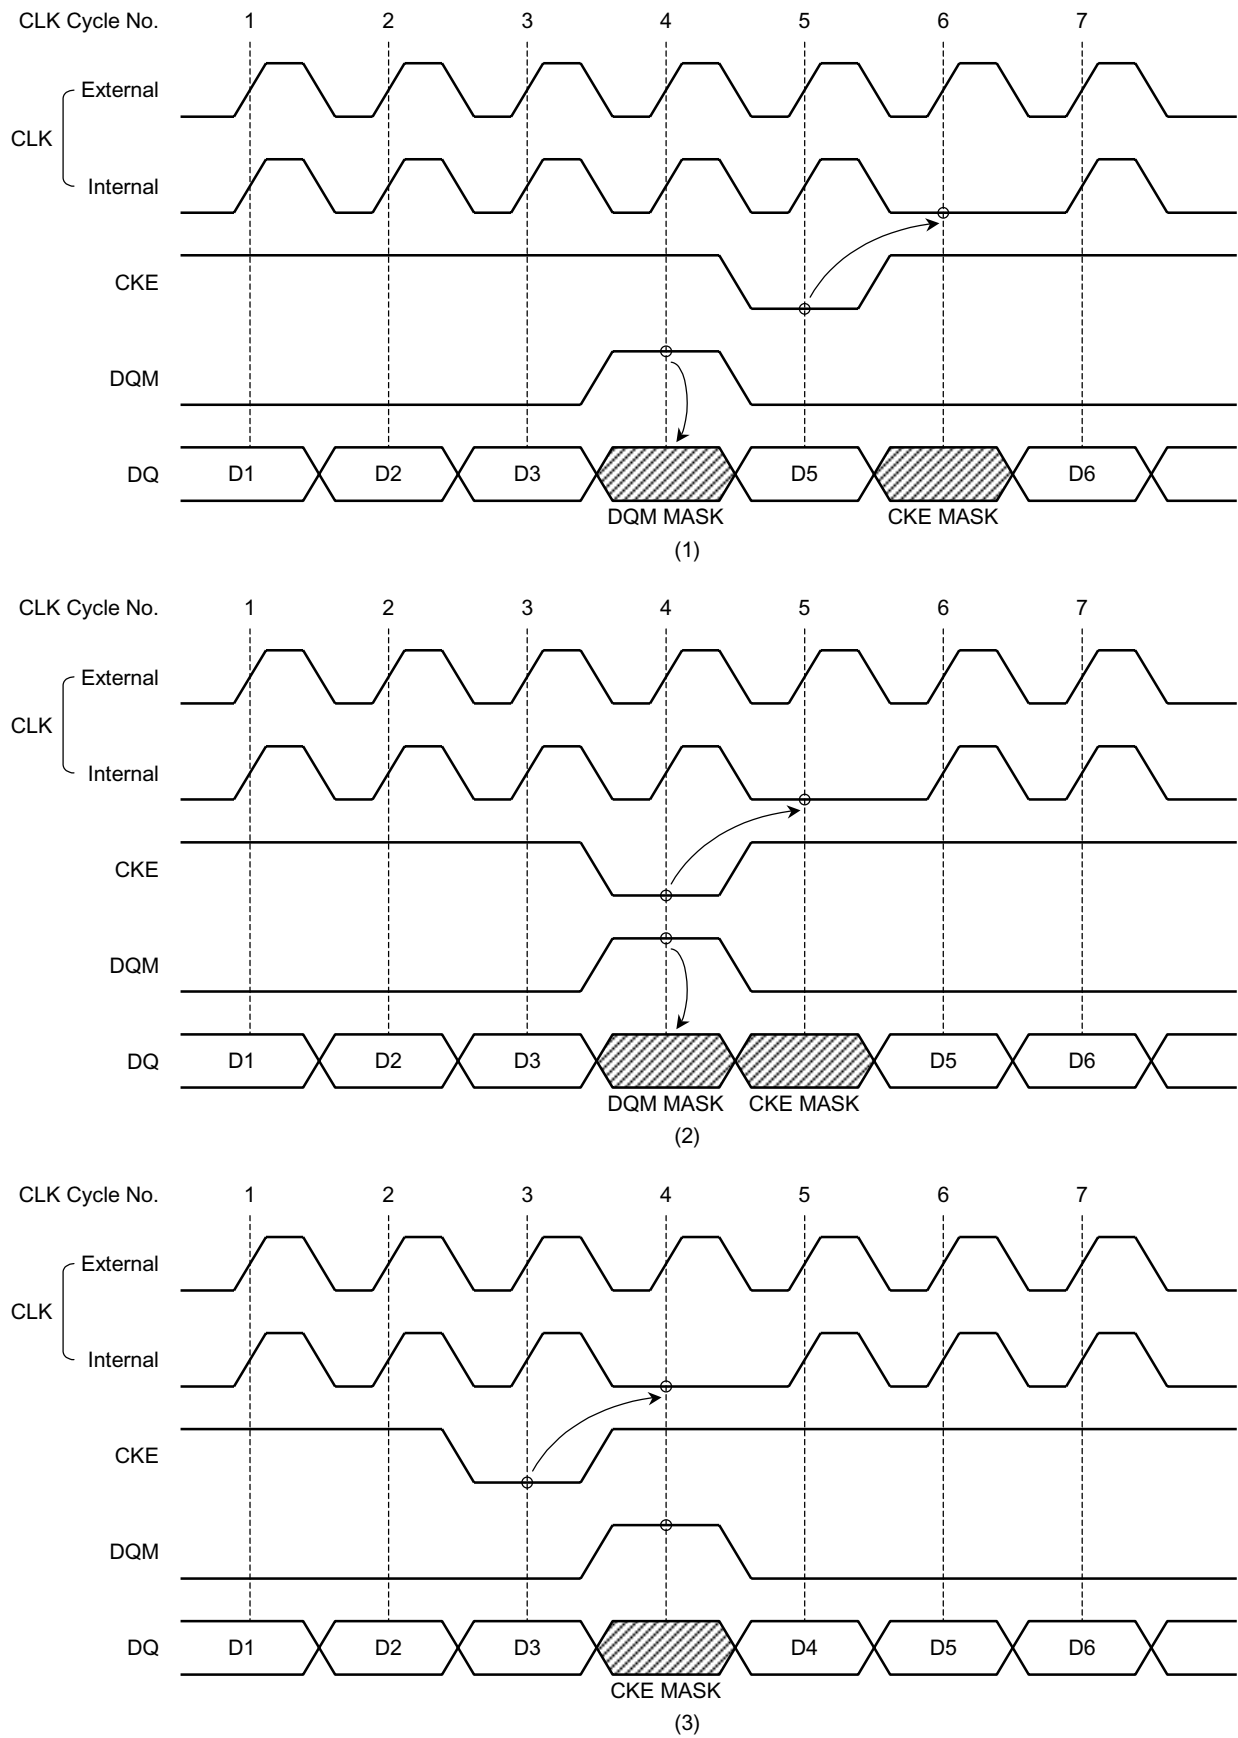 CLK Cycle No. 1 2 3 4 5 6 7
External
CLK
Internal
CKE
DQM
DQ D1 D2 D3 D5 D6
DQM MASK CKE MASK
(1)
CLK Cycle No. 1 2 3 4 5 6 7
External
CLK
Internal
CKE
DQM
DQ D1 D2 D3 D5 D6
DQM MASK CKE MASK
(2)
CLK Cycle No. 1 2 3 4 5 6 7
External
CLK
Internal
CKE
DQM
DQ D1 D2 D3 D4 D5 D6
CKE MASK
(3)